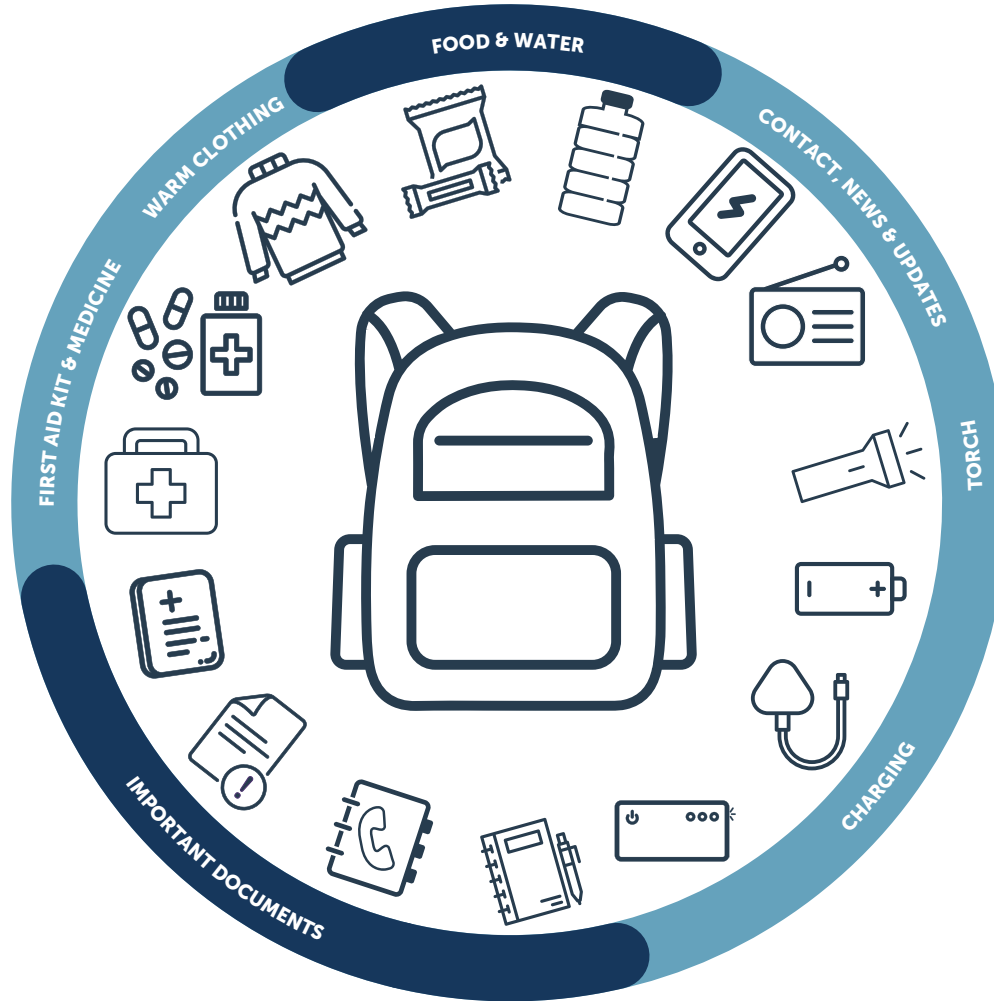 FOOD & WATER
CONTACT, NEWS & UPDATES
TORCH
CHARGING
IMPORTANT DOCUMENTS
FIRST AID KIT & MEDICINE
WARM CLOTHING